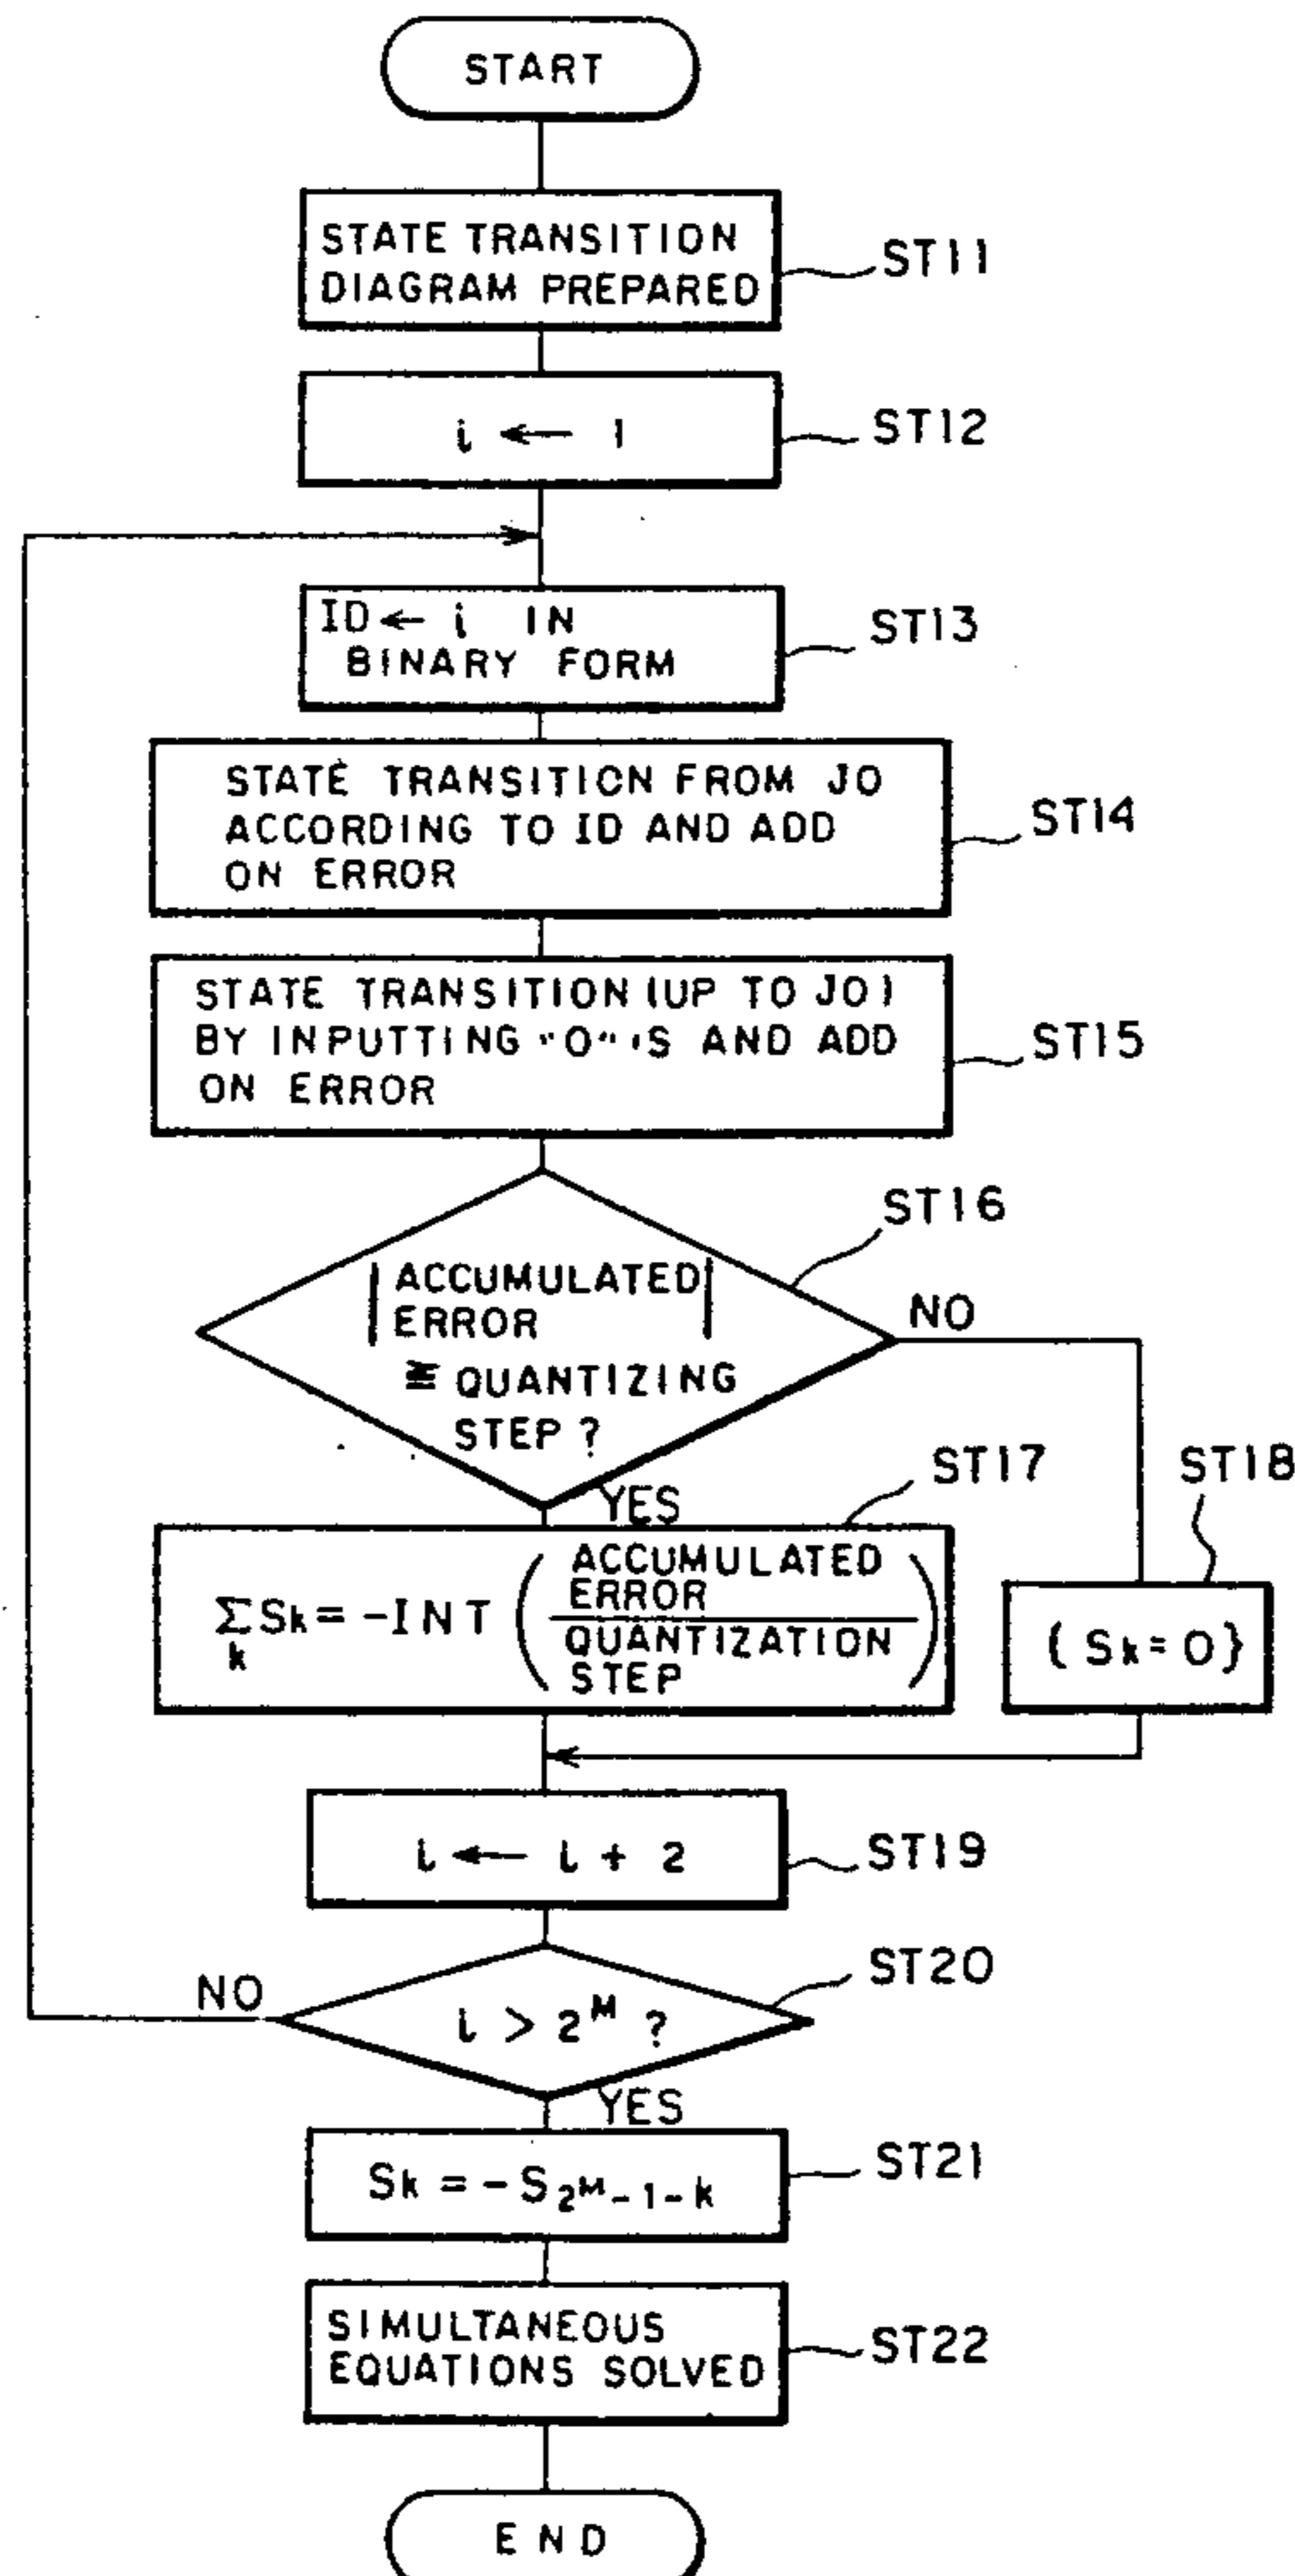 START
STATE TRANSITION
DIAGRAM PREPARED
ST11
i ← 1
ST12
ID ← i IN
BINARY FORM
ST13
STATE TRANSITION FROM J0
ACCORDING TO ID AND ADD
ON ERROR
ST14
STATE TRANSITION (UP TO J0)
BY INPUTTING "0"'S AND ADD
ON ERROR
ST15
ST16
| ACCUMULATED
ERROR |
≧ QUANTIZING
STEP ?
NO
YES
ST17
ST18
∑k Sk = -INT ( ACCUMULATED
ERROR
QUANTIZATION
STEP )
{ Sk = 0 }
i ← i + 2
ST19
ST20
NO
i > 2^M ?
YES
Sk = -S2^M-1-k
ST21
SIMULTANEOUS
EQUATIONS SOLVED
ST22
END